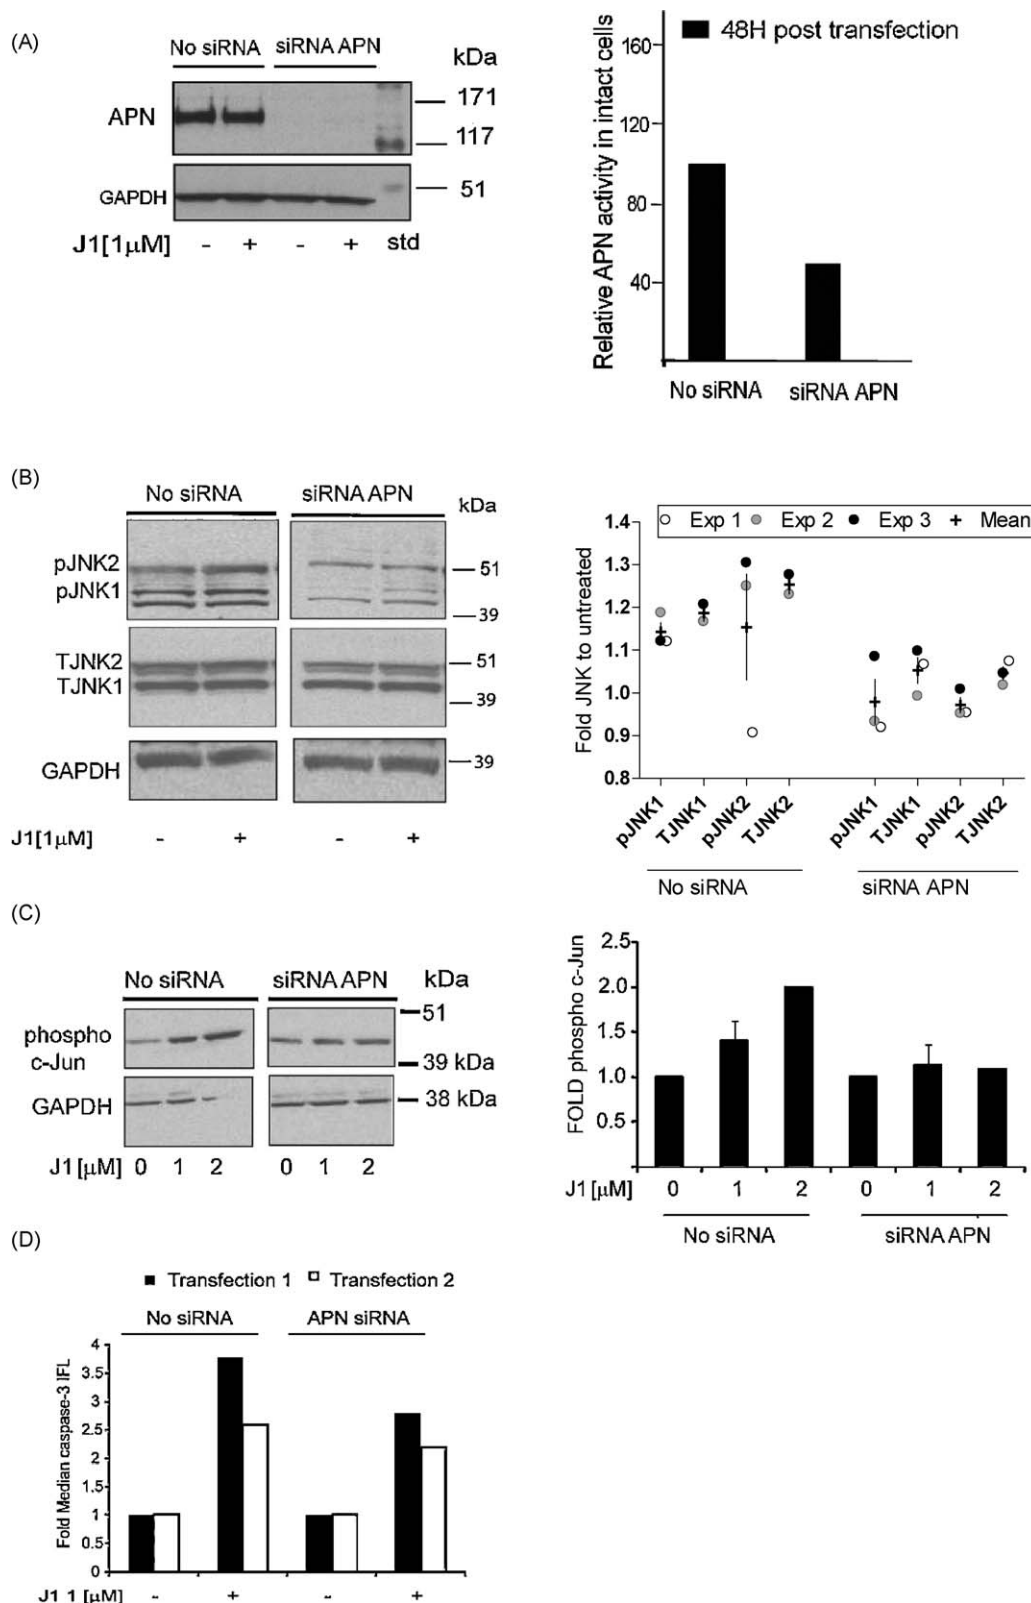 (A)
No siRNA siRNA APN
kDa
APN
171
117
GAPDH
51
J1[1μM] - + - + std
48H post transfection
Relative APN activity in intact cells
160
120
80
40
No siRNA siRNA APN
(B)
No siRNA siRNA APN
kDa
pJNK2
51
pJNK1
39
TJNK2
51
TJNK1
39
GAPDH
39
J1[1μM] - + - +
Exp 1 Exp 2 Exp 3 + Mean
Fold JNK to untreated
1.4
1.3
1.2
1.1
1.0
0.9
0.8
pJNK1 TJNK1 pJNK2 TJNK2 pJNK1 TJNK1 pJNK2 TJNK2
No siRNA siRNA APN
(C)
No siRNA siRNA APN kDa
51
phospho
c-Jun
39 kDa
GAPDH
38 kDa
J1 [μM] 0 1 2 0 1 2
FOLD phospho c-Jun
2.5
2.0
1.5
1.0
0.5
J1 [μM] 0 1 2 0 1 2
No siRNA siRNA APN
(D)
Transfection 1 Transfection 2
No siRNA APN siRNA
Fold Median caspase-3 IFL
4
3.5
3
2.5
2
1.5
1
0.5
0
J1 1 [μM] - + - +